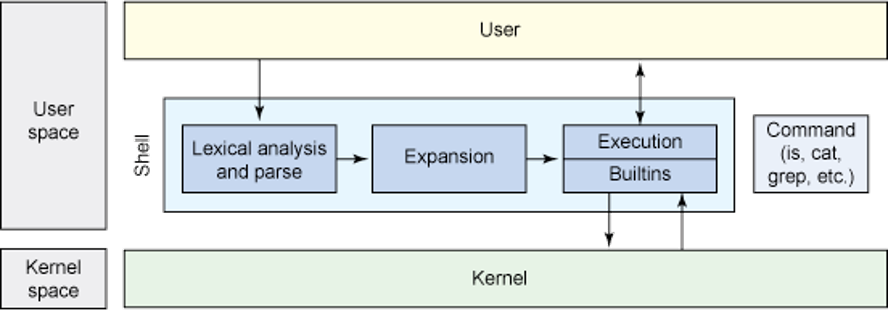 User
User
space
Shell
Lexical analysis
and parse
Expansion
Execution
Builtins
Command
(is, cat,
grep, etc.)
Kernel
space
Kernel